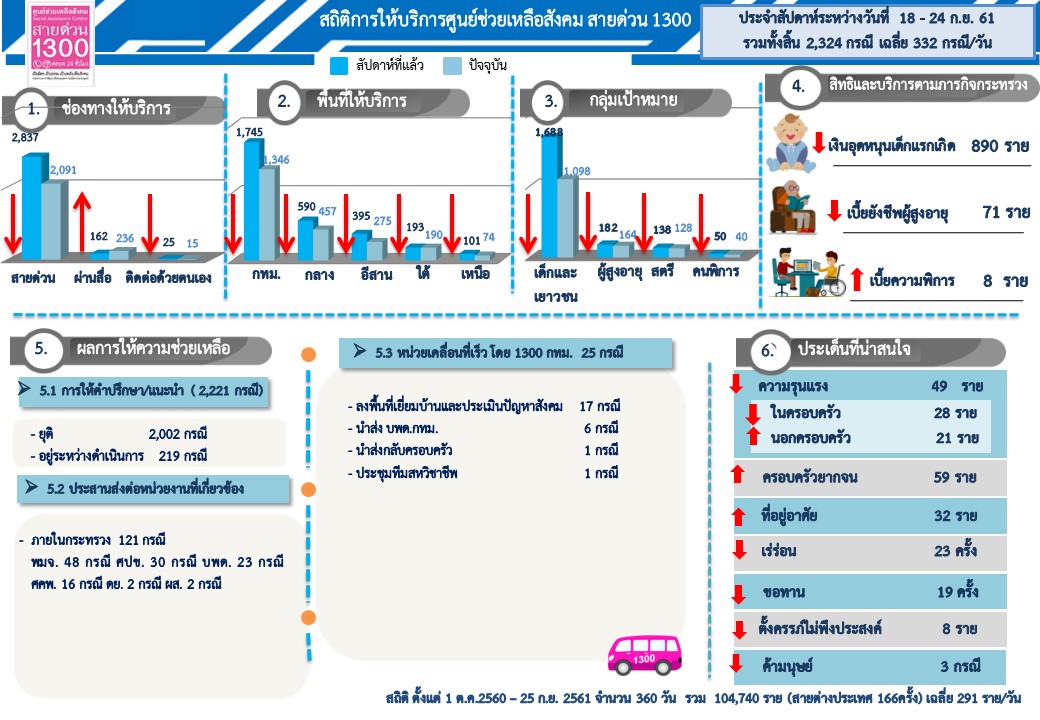 ศูนย์ช่วยเหลือสังคม
Social Assistance Center
สายด่วน
1300
ตลอด 24 ชั่วโมง
สถิติการให้บริการศูนย์ช่วยเหลือสังคม สายด่วน 1300
ประจำสัปดาห์ระหว่างวันที่ 18 - 24 ก.ย. 61
รวมทั้งสิ้น 2,324 กรณี เฉลี่ย 332 กรณี/วัน
สัปดาห์ที่แล้ว ปัจจุบัน
1. ช่องทางให้บริการ
2,837 2,091
162 236
25 15
สายด่วน ผ่านสื่อ ติดต่อด้วยตนเอง
2. พื้นที่ให้บริการ
1,745 1,346
590 457
395 275
193 190
101 74
กทม. กลาง อีสาน ใต้ เหนือ
3. กลุ่มเป้าหมาย
1,688 1,098
182 164
138 128
50 40
เด็กและ ผู้สูงอายุ สตรี คนพิการ
เยาวชน
4. สิทธิและบริการตามภารกิจกระทรวง
เงินอุดหนุนเด็กแรกเกิด 890 ราย
เบี้ยยังชีพผู้สูงอายุ 71 ราย
เบี้ยความพิการ 8 ราย
5. ผลการให้ความช่วยเหลือ
5.1 การให้คำปรึกษา/แนะนำ ( 2,221 กรณี)
- ยุติ 2,002 กรณี
- อยู่ระหว่างดำเนินการ 219 กรณี
5.2 ประสานส่งต่อหน่วยงานที่เกี่ยวข้อง
- ภายในกระทรวง 121 กรณี
พมจ. 48 กรณี ศปข. 30 กรณี บพด. 23 กรณี
ศคพ. 16 กรณี ดย. 2 กรณี ผส. 2 กรณี
5.3 หน่วยเคลื่อนที่เร็ว โดย 1300 กทม. 25 กรณี
- ลงพื้นที่เยี่ยมบ้านและประเมินปัญหาสังคม 17 กรณี
- นำส่ง บพด.กทม. 6 กรณี
- นำส่งกลับครอบครัว 1 กรณี
- ประชุมทีมสหวิชาชีพ 1 กรณี
1300
6. ประเด็นที่น่าสนใจ
ความรุนแรง 49 ราย
ในครอบครัว 28 ราย
นอกครอบครัว 21 ราย
ครอบครัวยากจน 59 ราย
ที่อยู่อาศัย 32 ราย
เร่ร่อน 23 ครั้ง
ขอทาน 19 ครั้ง
ตั้งครรภ์ไม่พึงประสงค์ 8 ราย
ค้ามนุษย์ 3 กรณี
สถิติ ตั้งแต่ 1 ต.ค.2560 – 25 ก.ย. 2561 จำนวน 360 วัน รวม 104,740 ราย (สายต่างประเทศ 166ครั้ง) เฉลี่ย 291 ราย/วัน